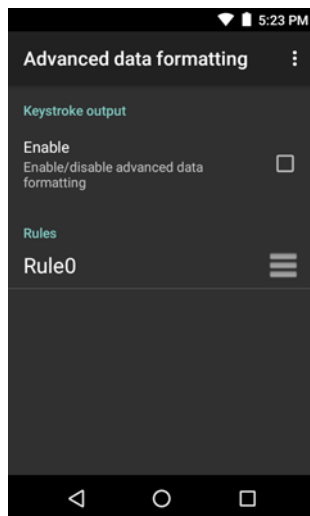 5:23 PM
Advanced data formatting
Keystroke output
Enable
Enable/disable advanced data
formatting
Rules
Rule0